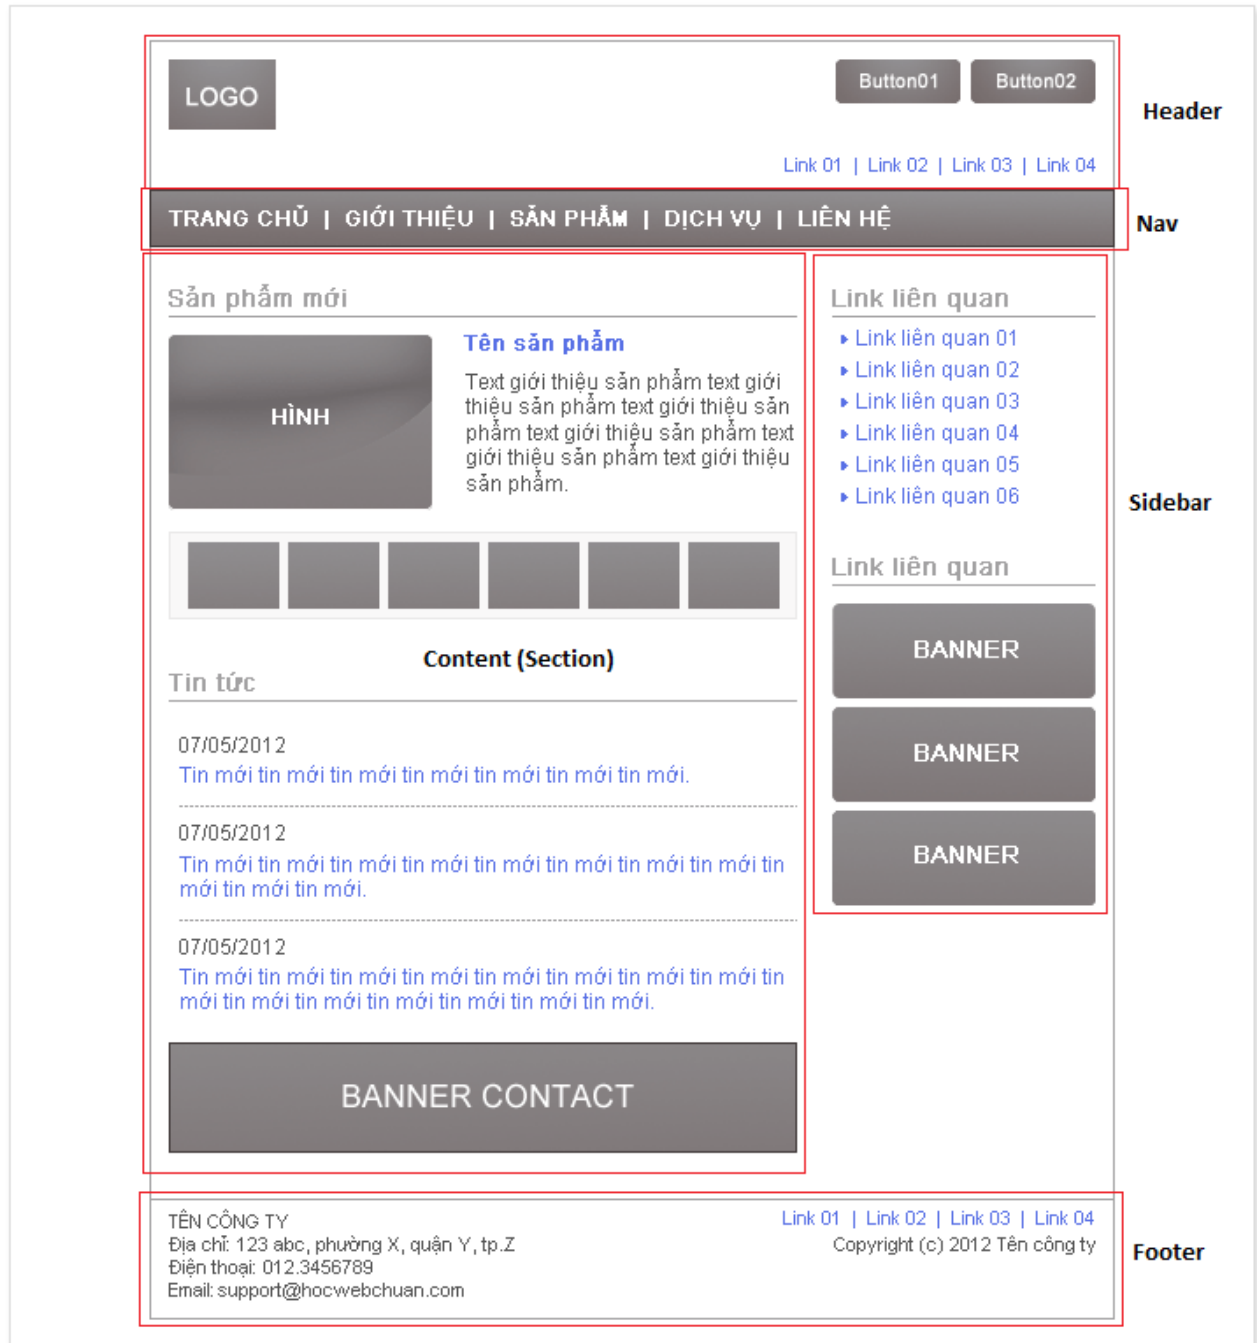 LOGO
Button01
Button02
Header
Link 01 | Link 02 | Link 03 | Link 04
TRANG CHỦ | GIỚI THIỆU | SẢN PHẨM | DỊCH VỤ | LIÊN HỆ
Nav
Sản phẩm mới
HÌNH
Tên sản phẩm
Text giới thiệu sản phẩm text giới
thiệu sản phẩm text giới thiệu sản
phẩm text giới thiệu sản phẩm text
giới thiệu sản phẩm text giới thiệu
sản phẩm.
Content (Section)
Tin tức
07/05/2012
Tin mới tin mới tin mới tin mới tin mới tin mới tin mới.
07/05/2012
Tin mới tin mới tin mới tin mới tin mới tin mới tin mới tin mới tin
mới tin mới tin mới.
07/05/2012
Tin mới tin mới tin mới tin mới tin mới tin mới tin mới tin mới tin
mới tin mới tin mới tin mới tin mới tin mới tin mới.
BANNER CONTACT
Link liên quan
Link liên quan 01
Link liên quan 02
Link liên quan 03
Link liên quan 04
Link liên quan 05
Link liên quan 06
Sidebar
Link liên quan
BANNER
BANNER
BANNER
TÊN CÔNG TY
Địa chỉ: 123 abc, phường X, quận Y, tp.Z
Điện thoại: 012.3456789
Email: support@hocwebchuan.com
Link 01 | Link 02 | Link 03 | Link 04
Copyright (c) 2012 Tên công ty
Footer